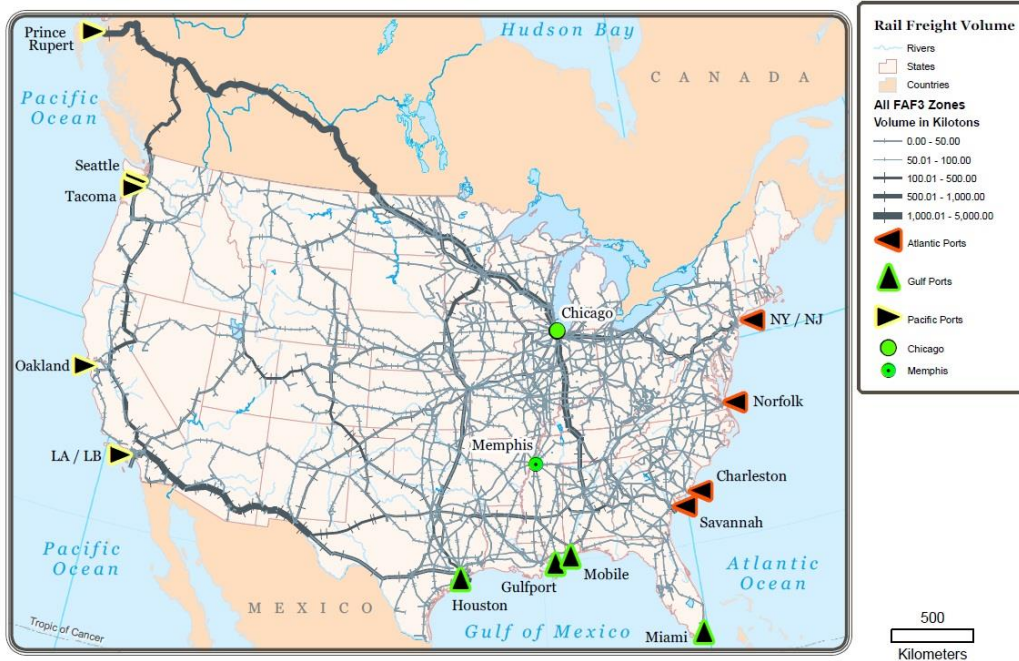 Prince
Rupert
Hudson Bay
CANADA
Pacific
Ocean
Seattle
Tacoma
Chicago
NY / NJ
Oakland
Norfolk
Memphis
LA / LB
Charleston
Savannah
Pacific
Ocean
Atlantic
Ocean
Mobile
Gulfport
Houston
MEXICO
Gulf of Mexico
Miami
Tropic of Cancer
Rail Freight Volume
Rivers
States
Countries
All FAF3 Zones
Volume in Kilotons
0.00 - 50.00
50.01 - 100.00
100.01 - 500.00
500.01 - 1,000.00
1,000.01 - 5,000.00
Atlantic Ports
Gulf Ports
Pacific Ports
Chicago
Memphis
500
Kilometers